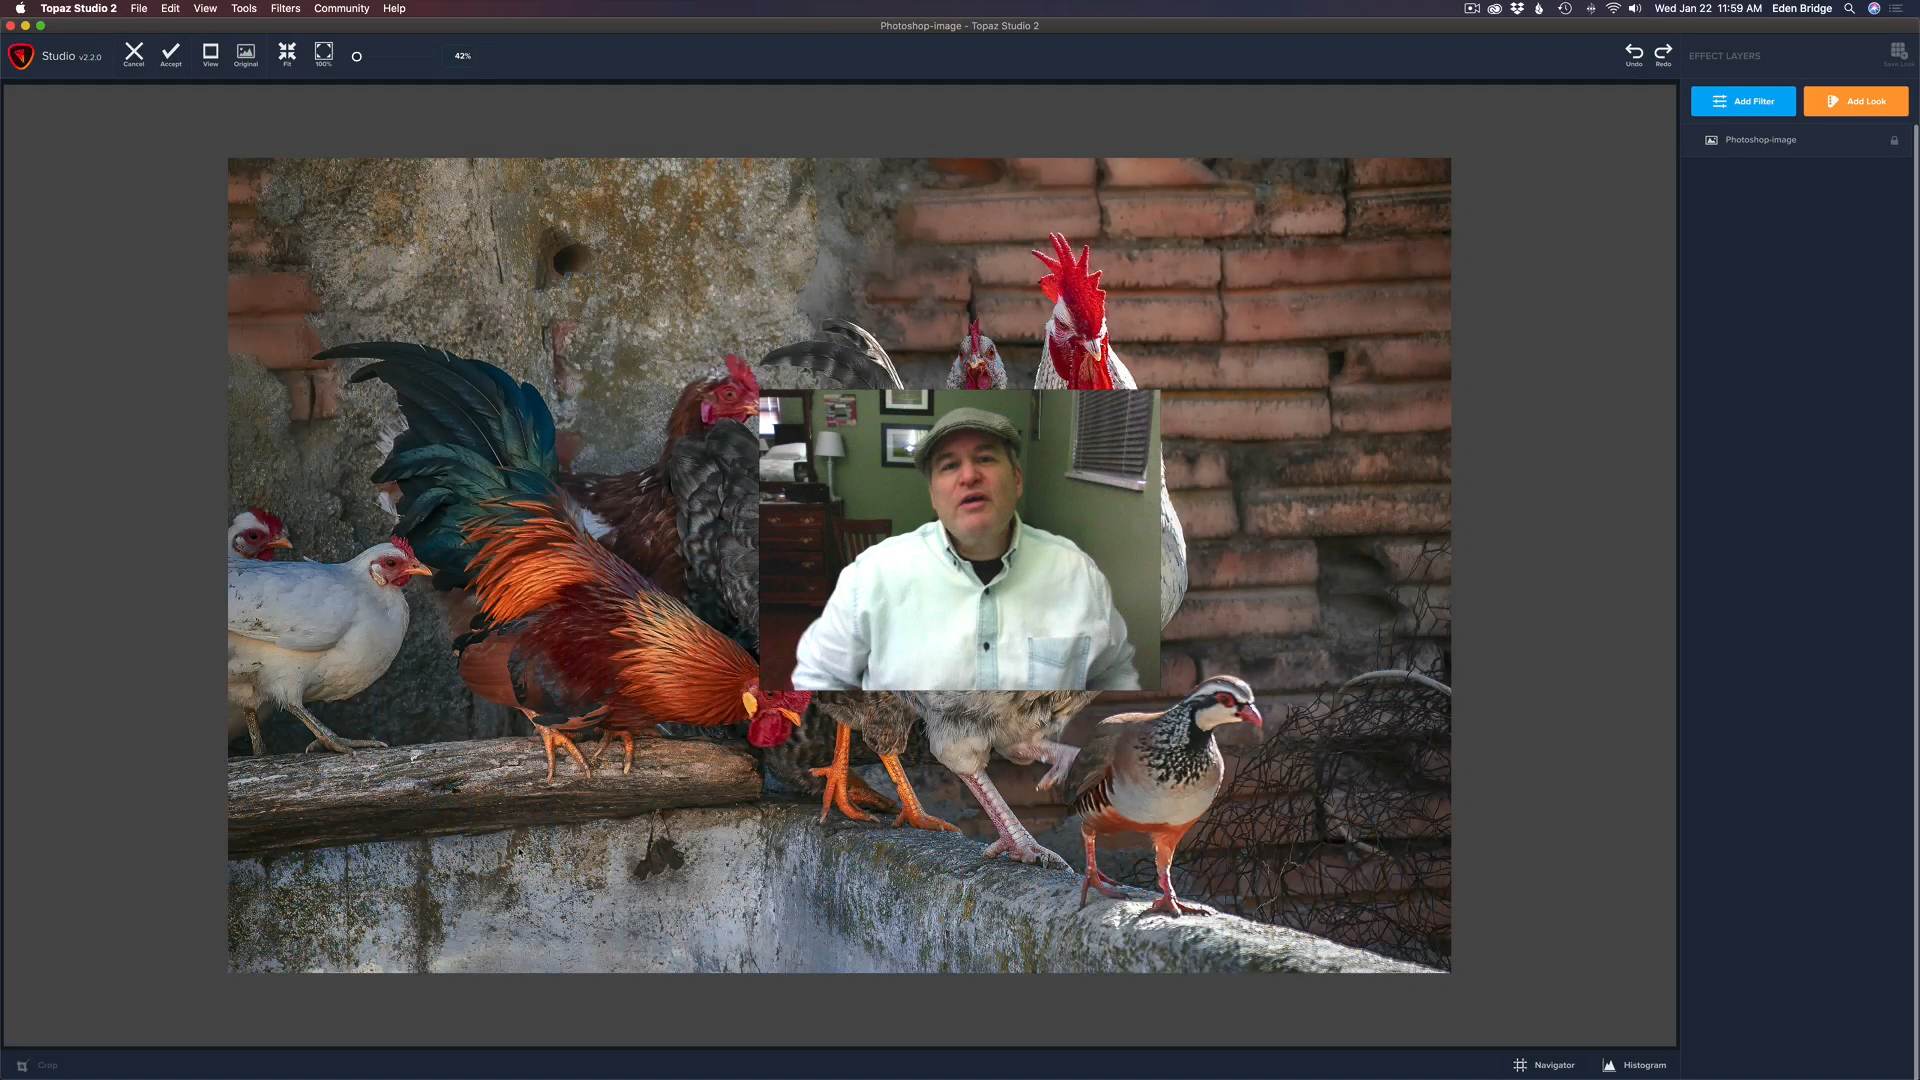 Topaz Studio 2 File Edit View Tools Filters Community Help Wed Jan 22 11:59 AM Eden Bridge
Photoshop-image - Topaz Studio 2
Studio v2.2.0 Cancel Accept View Original Fit 100% 42% Undo Redo EFFECT LAYERS Save Look
Add Filter Add Look
Photoshop-image
Crop Navigator Histogram